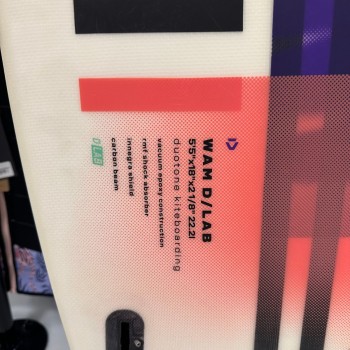 WAM D/LAB
5'5"x18"x2 1/8" 22.2l
duotone kiteboarding
vacuum epoxy construction
rmf shock absorber
innegra shield
carbon beam
D/LAB